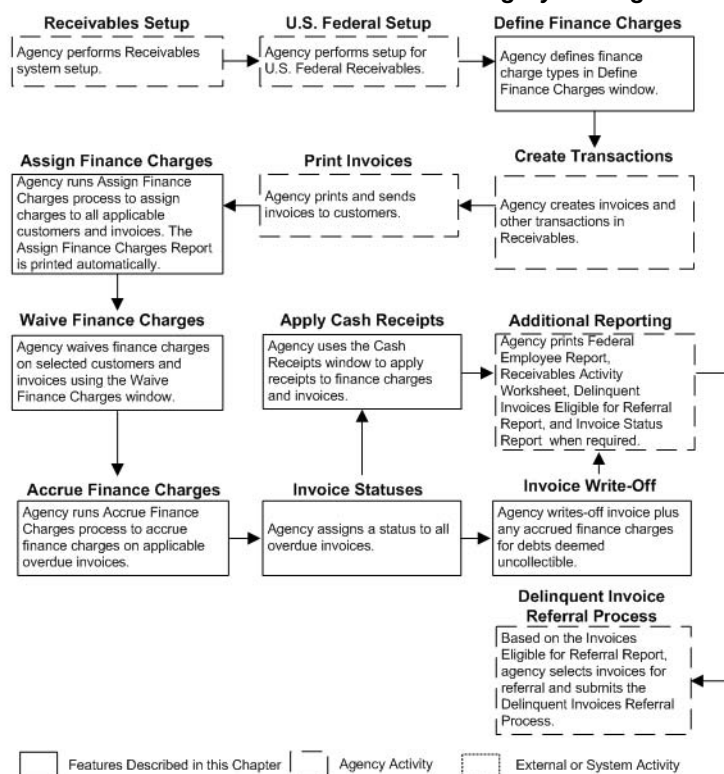 Receivables Setup
Agency performs Receivables
system setup.
U.S. Federal Setup
Agency performs setup for
U.S. Federal Receivables.
Define Finance Charges
Agency defines finance
charge types in Define
Finance Charges window.
Assign Finance Charges
Agency runs Assign Finance
Charges process to assign
charges to all applicable
customers and invoices. The
Assign Finance Charges Report
is printed automatically.
Print Invoices
Agency prints and sends
invoices to customers.
Create Transactions
Agency creates invoices and
other transactions in
Receivables.
Waive Finance Charges
Agency waives finance charges
on selected customers and
invoices using the Waive
Finance Charges window.
Apply Cash Receipts
Agency uses the Cash
Receipts window to apply
receipts to finance charges
and invoices.
Additional Reporting
Agency prints Federal
Employee Report,
Receivables Activity
Worksheet, Delinquent
Invoices Eligible for Referral
Report, and Invoice Status
Report when required.
Accrue Finance Charges
Agency runs Accrue Finance
Charges process to accrue
finance charges on applicable
overdue invoices.
Invoice Statuses
Agency assigns a status to all
overdue invoices.
Invoice Write-Off
Agency writes-off invoice plus
any accrued finance charges
for debts deemed
uncollectible.
Delinquent Invoice
Referral Process
Based on the Invoices
Eligible for Referral Report,
agency selects invoices for
referral and submits the
Delinquent Invoices Referral
Process.
Features Described in this Chapter
Agency Activity
External or System Activity